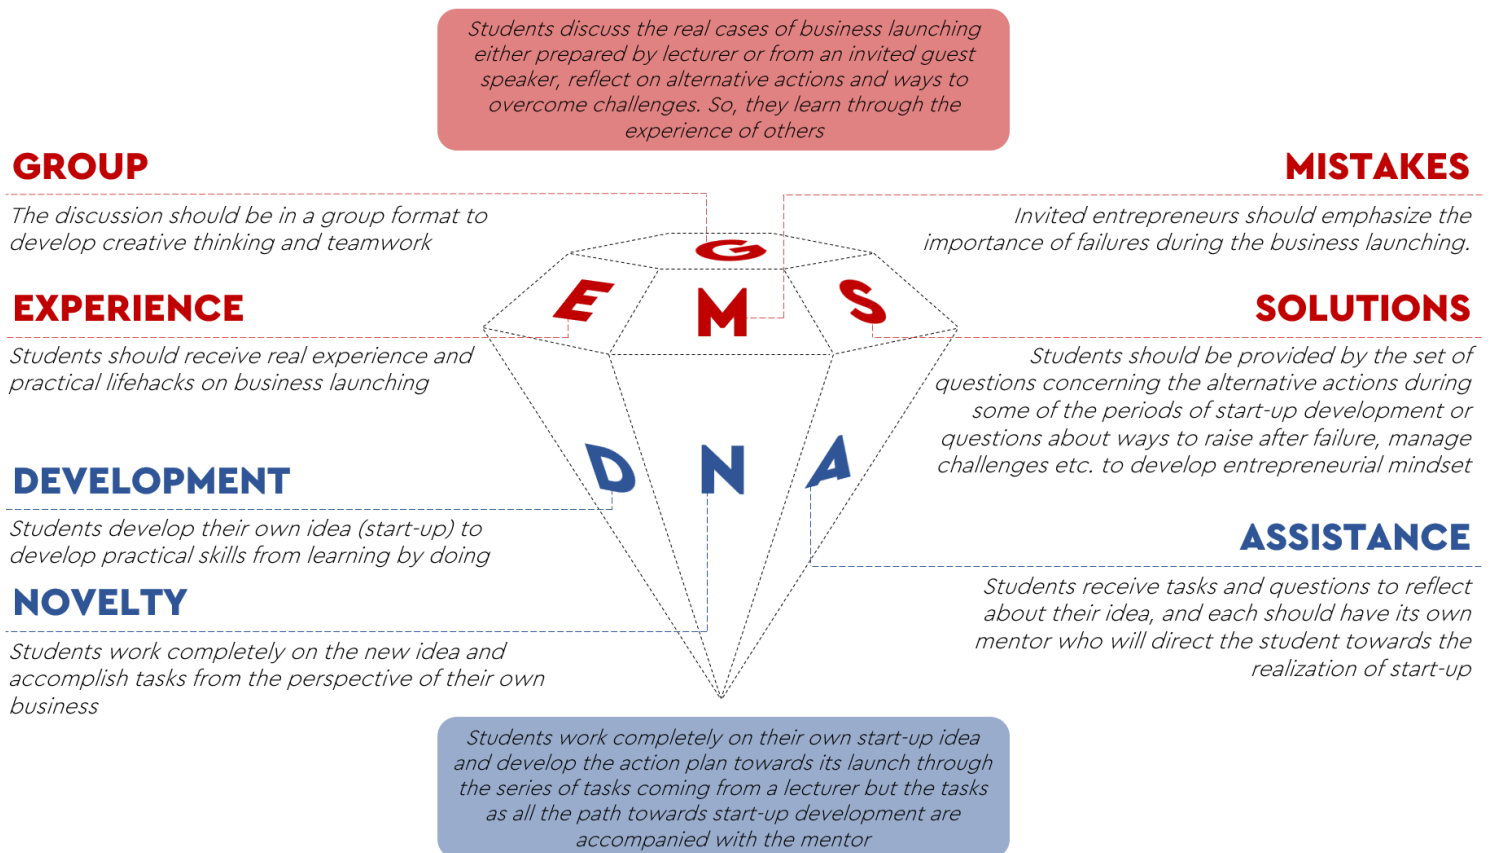 Students discuss the real cases of business launching
either prepared by lecturer or from an invited guest
speaker, reflect on alternative actions and ways to
overcome challenges. So, they learn through the
experience of others
GROUP
The discussion should be in a group format to
develop creative thinking and teamwork
MISTAKES
Invited entrepreneurs should emphasize the
importance of failures during the business launching.
G
E
M
S
EXPERIENCE
Students should receive real experience and
practical lifehacks on business launching
SOLUTIONS
Students should be provided by the set of
questions concerning the alternative actions during
some of the periods of start-up development or
questions about ways to raise after failure, manage
challenges etc. to develop entrepreneurial mindset
D
N
A
DEVELOPMENT
Students develop their own idea (start-up) to
develop practical skills from learning by doing
ASSISTANCE
Students receive tasks and questions to reflect
about their idea, and each should have its own
mentor who will direct the student towards the
realization of start-up
NOVELTY
Students work completely on the new idea and
accomplish tasks from the perspective of their own
business
Students work completely on their own start-up idea
and develop the action plan towards its launch through
the series of tasks coming from a lecturer but the tasks
as all the path towards start-up development are
accompanied with the mentor